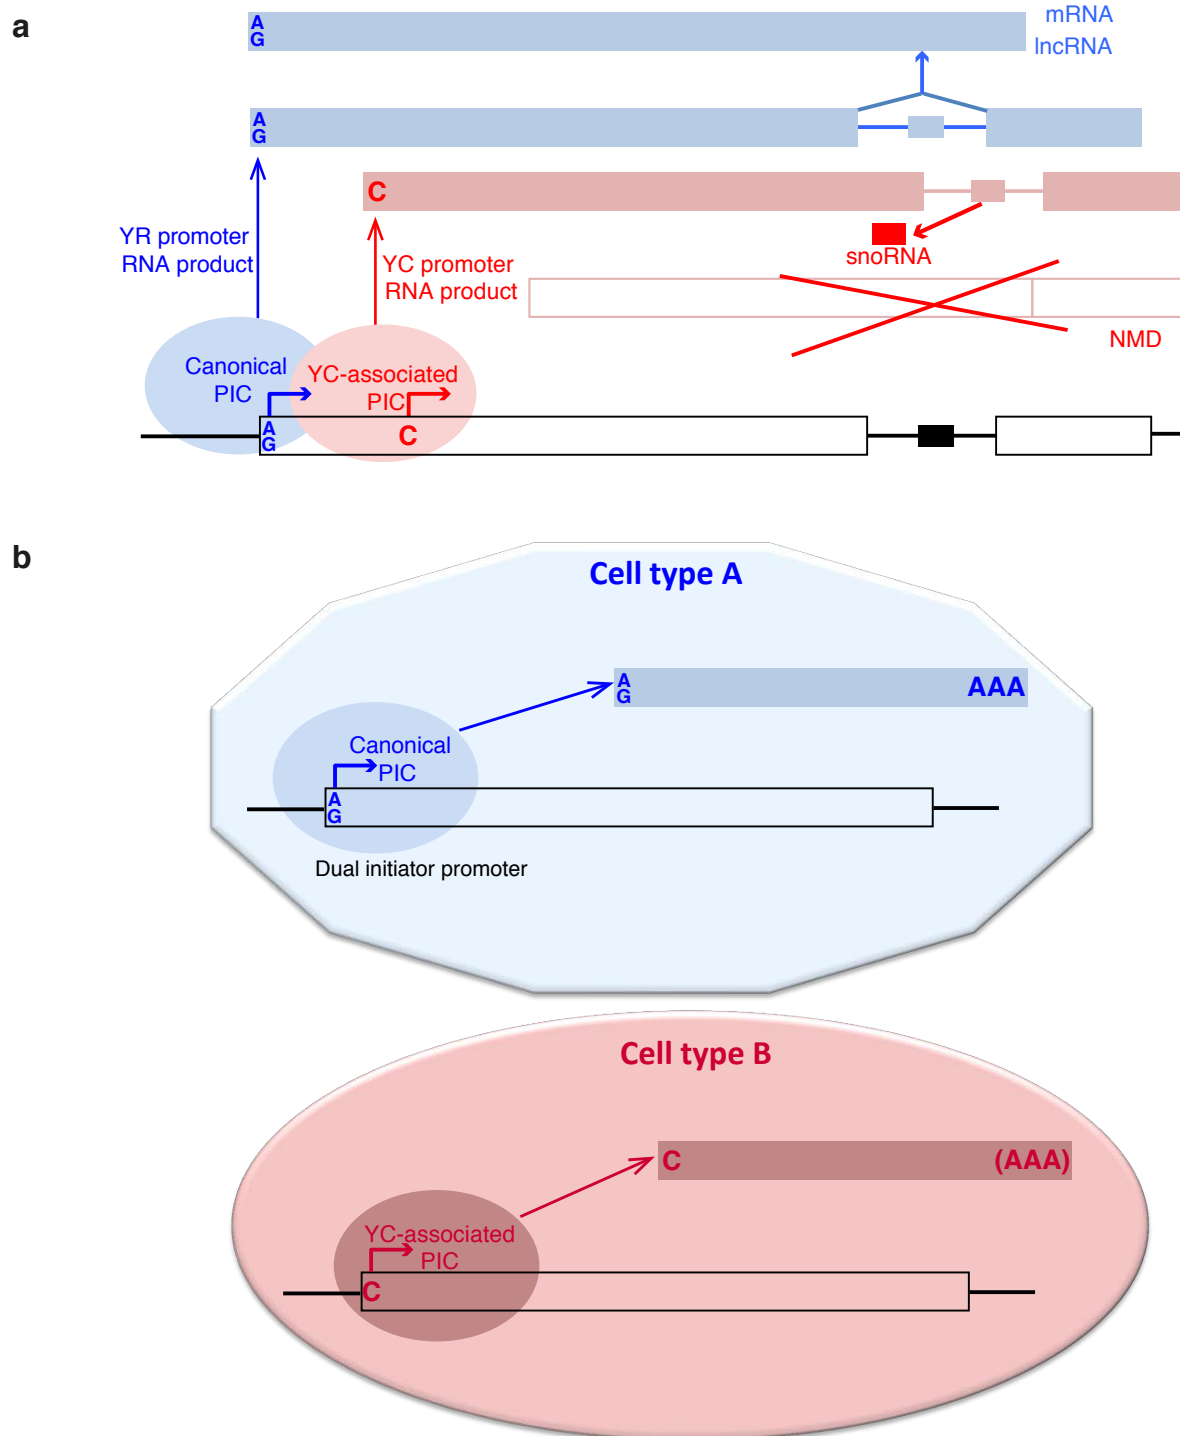 a
A
G
mRNA
lncRNA
A
G
C
YR promoter
RNA product
YC promoter
RNA product
snoRNA
NMD
Canonical
PIC
YC-associated
PIC
A
G
C
b
Cell type A
A
G
AAA
Canonical
PIC
A
G
Dual initiator promoter
Cell type B
C
(AAA)
YC-associated
PIC
C